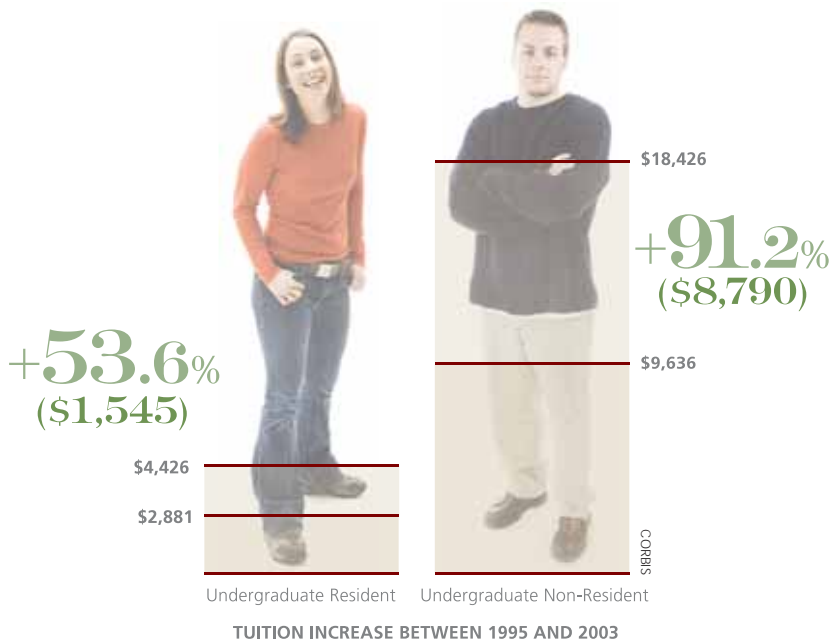 $18,426
+91.2%
($8,790)
$9,636
+53.6%
($1,545)
$4,426
$2,881
CORBIS
Undergraduate Resident
Undergraduate Non-Resident
TUITION INCREASE BETWEEN 1995 AND 2003